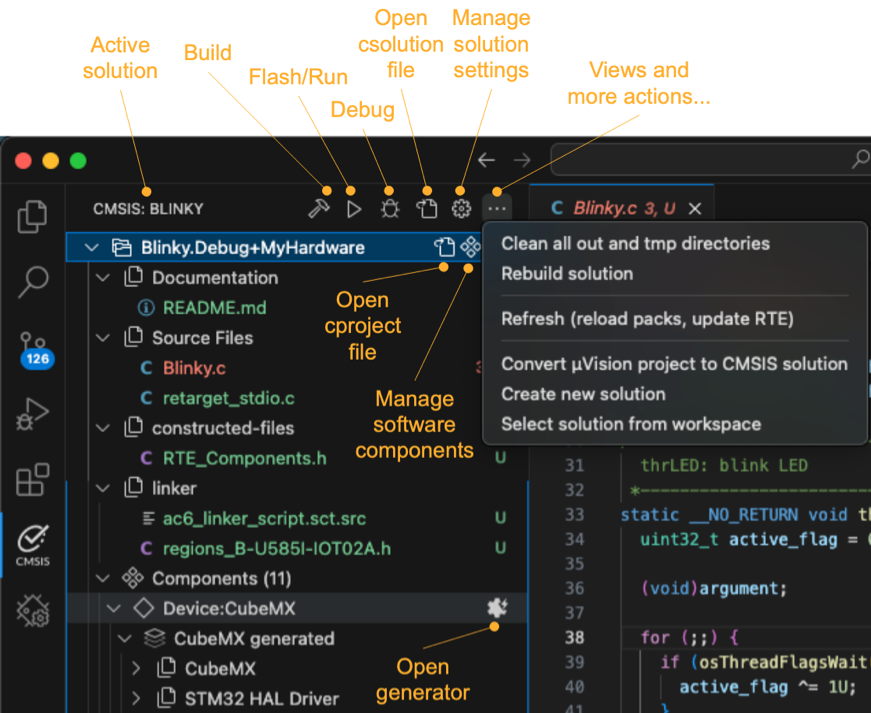 Active
solution
Build
Flash/Run
Debug
Open
csolution
file
Manage
solution
settings
Views and
more actions...
CMSIS: BLINKY
C Blinky.c 3, U
Blinky.Debug+MyHardware
Documentation
README.md
Source Files
C Blinky.c
C retarget_stdio.c
constructed-files
C RTE_Components.h U
linker
ac6_linker_script.sct.src U
C regions_B-U585I-IOT02A.h U
Components (11)
Device:CubeMX
CubeMX generated
CubeMX
STM32 HAL Driver
126
CMSIS
Open
cproject
file
Manage
software
components
Open
generator
Clean all out and tmp directories
Rebuild solution
Refresh (reload packs, update RTE)
Convert µVision project to CMSIS solution
Create new solution
Select solution from workspace
31 thrLED: blink LED
32 *------------------------
33 static __NO_RETURN void
34 uint32_t active_flag =
35
36 (void)argument;
37
38 for (;;) {
39 if (osThreadFlagsWait
40 active_flag ^= 1U;
41 }